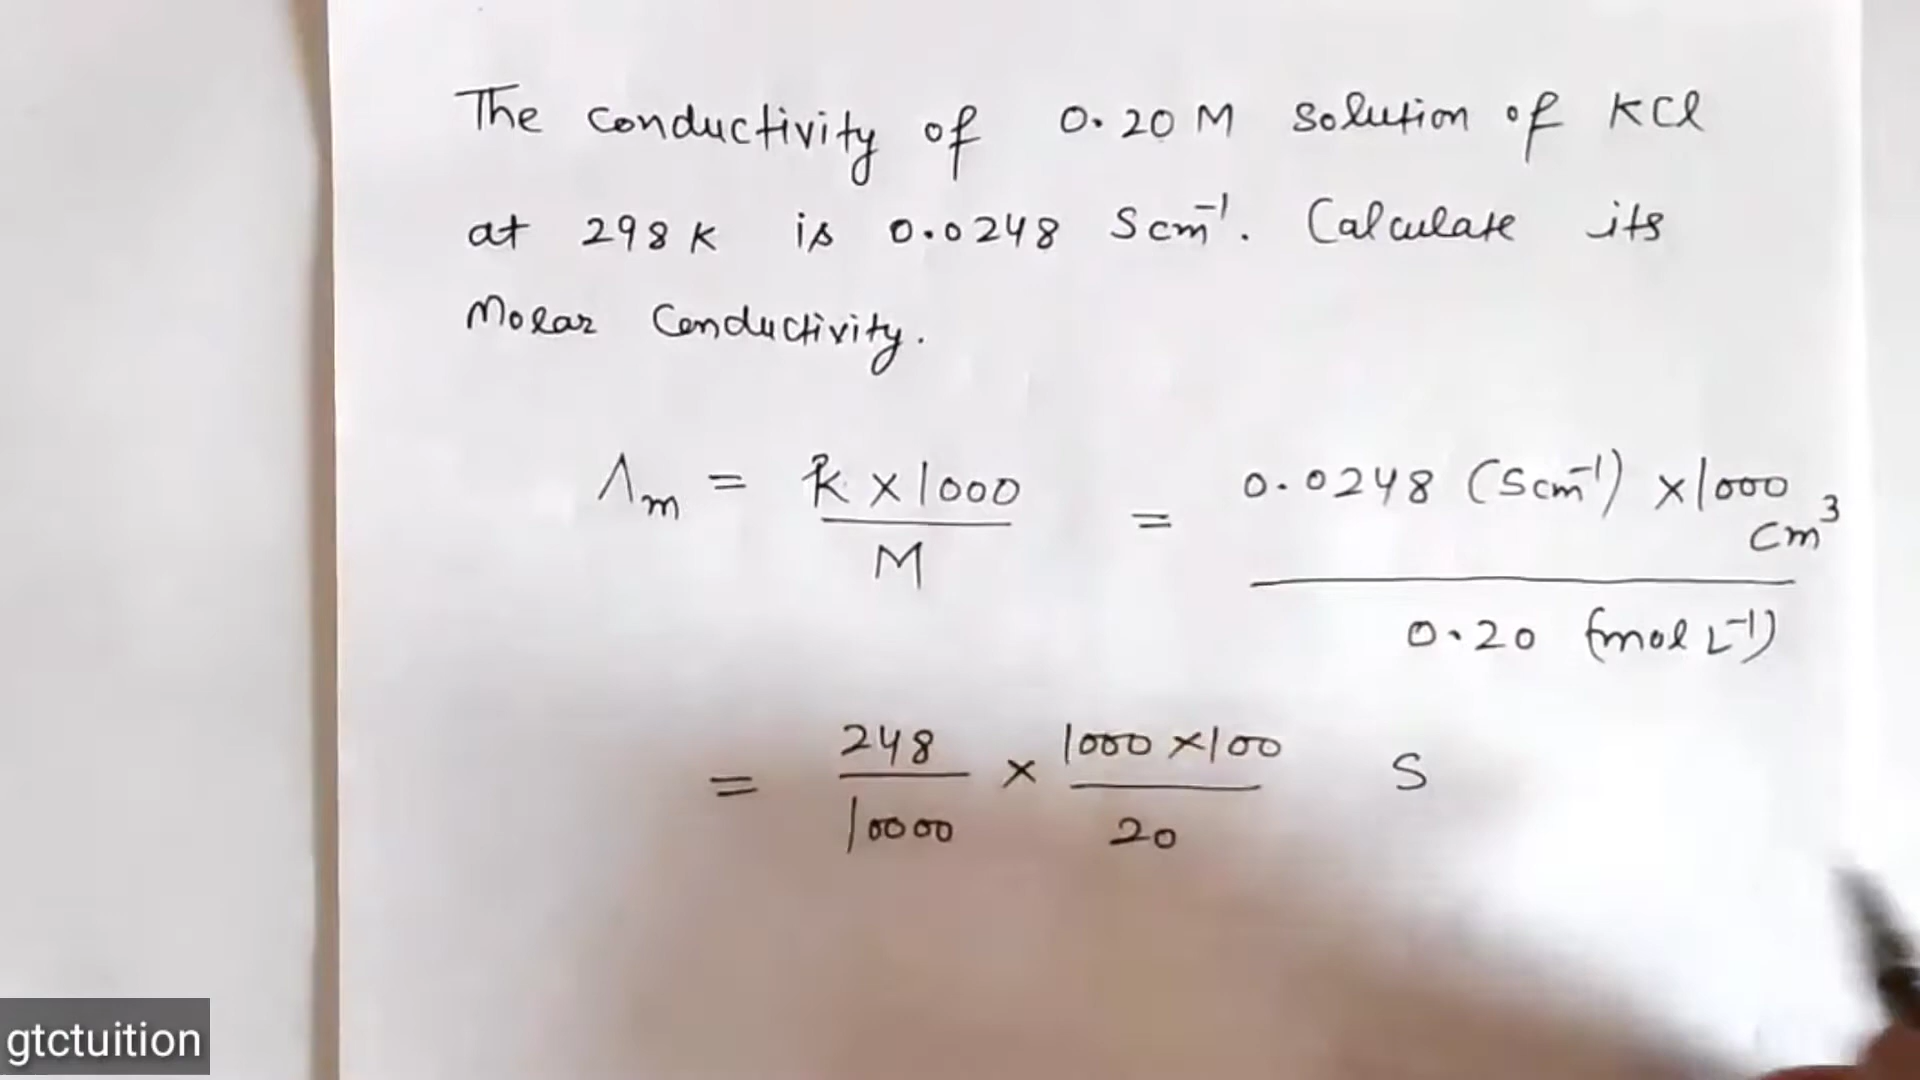 The conductivity of 0.20 M solution of KCl
at 298 K is 0.0248 S cm⁻¹. Calculate its
Molar Conductivity.
Λm = k × 1000 / M = 0.0248 (S cm⁻¹) × 1000 cm³ / 0.20 (mol L⁻¹)
= 248 / 10000 × 1000 × 100 / 20 S
gtctuition